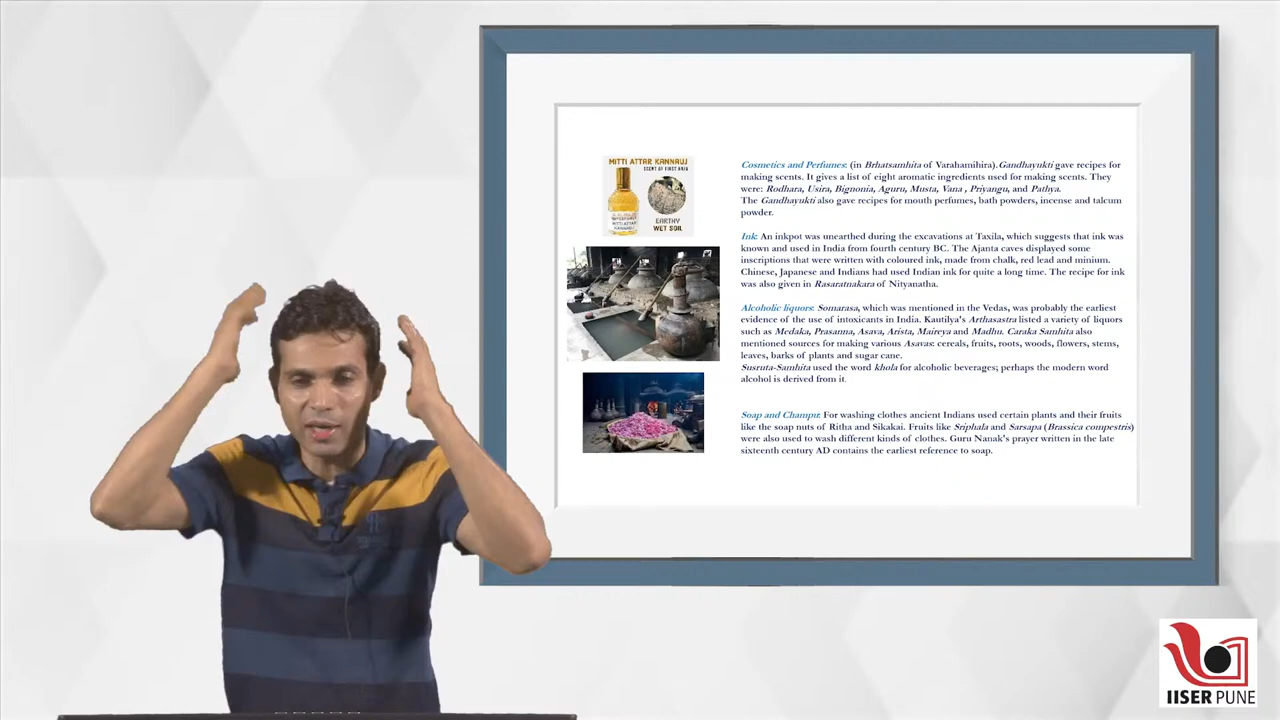 MITTI ATTAR KANNAUJ
SCENT OF FIRST RAIN
EARTHY
WET SOIL
Cosmetics and Perfumes: (in Brhatsamhita of Varahamihira).Gandhayukti gave recipes for
making scents. It gives a list of eight aromatic ingredients used for making scents. They
were: Rodhara, Usira, Bignonia, Aguru, Musta, Vana , Priyangu, and Pathya.
The Gandhayukti also gave recipes for mouth perfumes, bath powders, incense and talcum
powder.
Ink: An inkpot was unearthed during the excavations at Taxila, which suggests that ink was
known and used in India from fourth century BC. The Ajanta caves displayed some
inscriptions that were written with coloured ink, made from chalk, red lead and minium.
Chinese, Japanese and Indians had used Indian ink for quite a long time. The recipe for ink
was also given in Rasaratnakara of Nityanatha.
Alcoholic liquors: Somarasa, which was mentioned in the Vedas, was probably the earliest
evidence of the use of intoxicants in India. Kautilya's Arthasastra listed a variety of liquors
such as Medaka, Prasanna, Asava, Arista, Maireya and Madhu. Caraka Samhita also
mentioned sources for making various Asavas: cereals, fruits, roots, woods, flowers, stems,
leaves, barks of plants and sugar cane.
Susruta-Samhita used the word khola for alcoholic beverages; perhaps the modern word
alcohol is derived from it.
Soap and Champu: For washing clothes ancient Indians used certain plants and their fruits
like the soap nuts of Ritha and Sikakai. Fruits like Sriphala and Sarsapa (Brassica compestris)
were also used to wash different kinds of clothes. Guru Nanak's prayer written in the late
sixteenth century AD contains the earliest reference to soap.
IISER PUNE